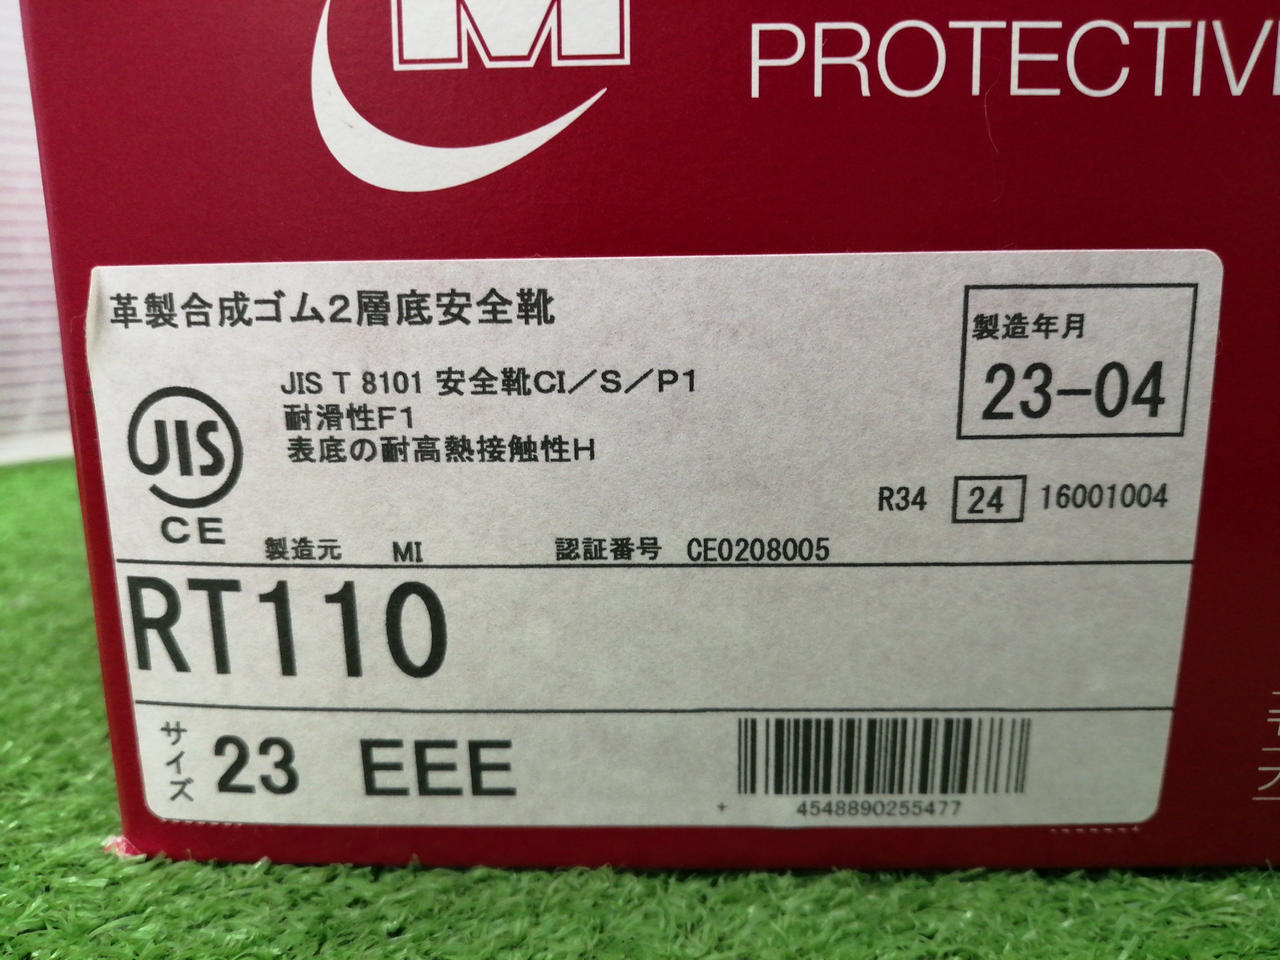 M
PROTECTIV
革製合成ゴム2層底安全靴
製造年月
23-04
JIS T 8101 安全靴CI/S/P1
耐滑性F1
表底の耐高熱接触性H
JIS
CE
R34 24 16001004
製造元 MI 認証番号 CE0208005
RT110
サイズ 23 EEE
+ 4548890255477